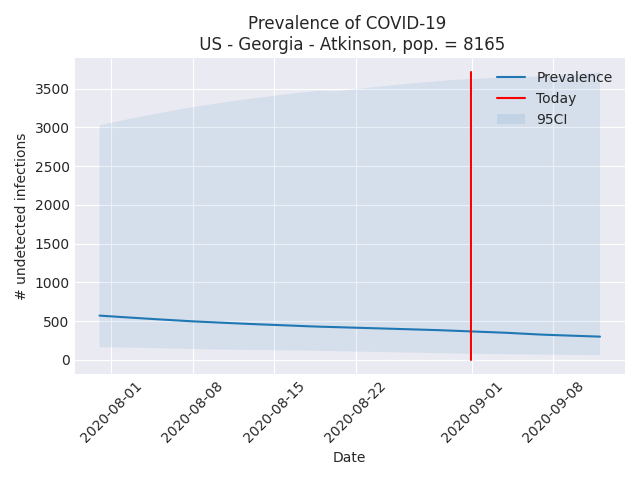 Prevalence of COVID-19
US - Georgia - Atkinson, pop. = 8165
# undetected infections
3500
3000
2500
2000
1500
1000
500
0
Prevalence
Today
95CI
2020-08-01
2020-08-08
2020-08-15
2020-08-22
2020-09-01
2020-09-08
Date